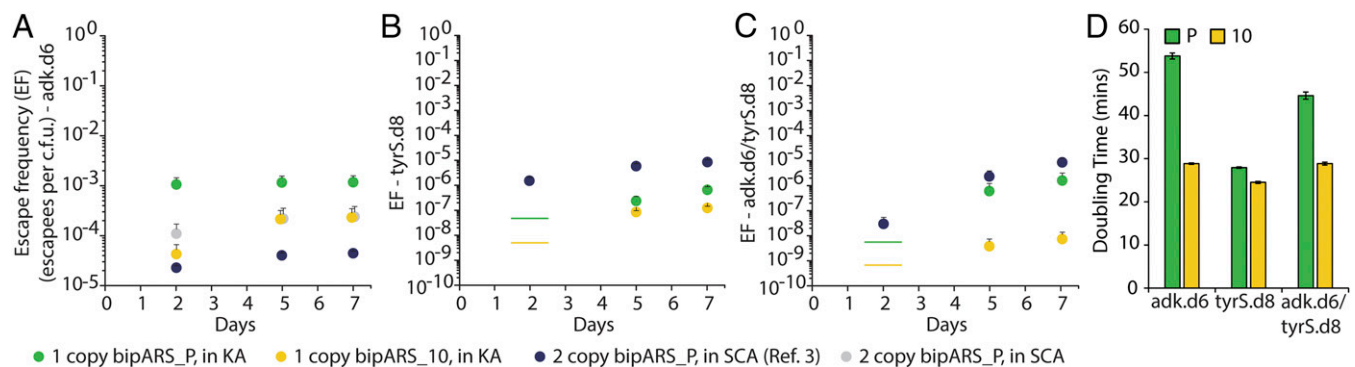 A
Escape frequency (EF)
(escapees per c.f.u.) - adk.d6
10⁰
10⁻¹
10⁻²
10⁻³
10⁻⁴
10⁻⁵
0 1 2 3 4 5 6 7
Days
B
EF - tyrS.d8
10⁰
10⁻¹
10⁻²
10⁻³
10⁻⁴
10⁻⁵
10⁻⁶
10⁻⁷
10⁻⁸
10⁻⁹
10⁻¹⁰
0 1 2 3 4 5 6 7
Days
C
EF - adk.d6/tyrS.d8
10⁰
10⁻¹
10⁻²
10⁻³
10⁻⁴
10⁻⁵
10⁻⁶
10⁻⁷
10⁻⁸
10⁻⁹
10⁻¹⁰
0 1 2 3 4 5 6 7
Days
D
P 10
Doubling Time (mins)
60
50
40
30
20
10
0
adk.d6 tyrS.d8 adk.d6/
tyrS.d8
1 copy bipARS_P, in KA 1 copy bipARS_10, in KA 2 copy bipARS_P, in SCA (Ref. 3) 2 copy bipARS_P, in SCA